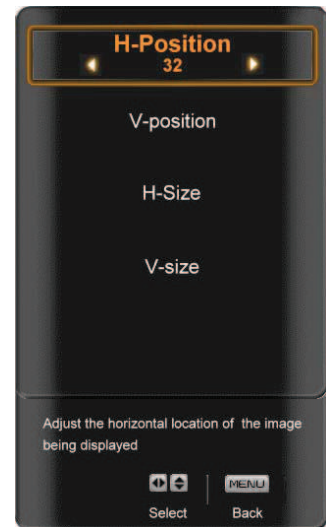 H-Position
32
V-position
H-Size
V-size
Adjust the horizontal location of the image
being displayed
MENU
Select Back